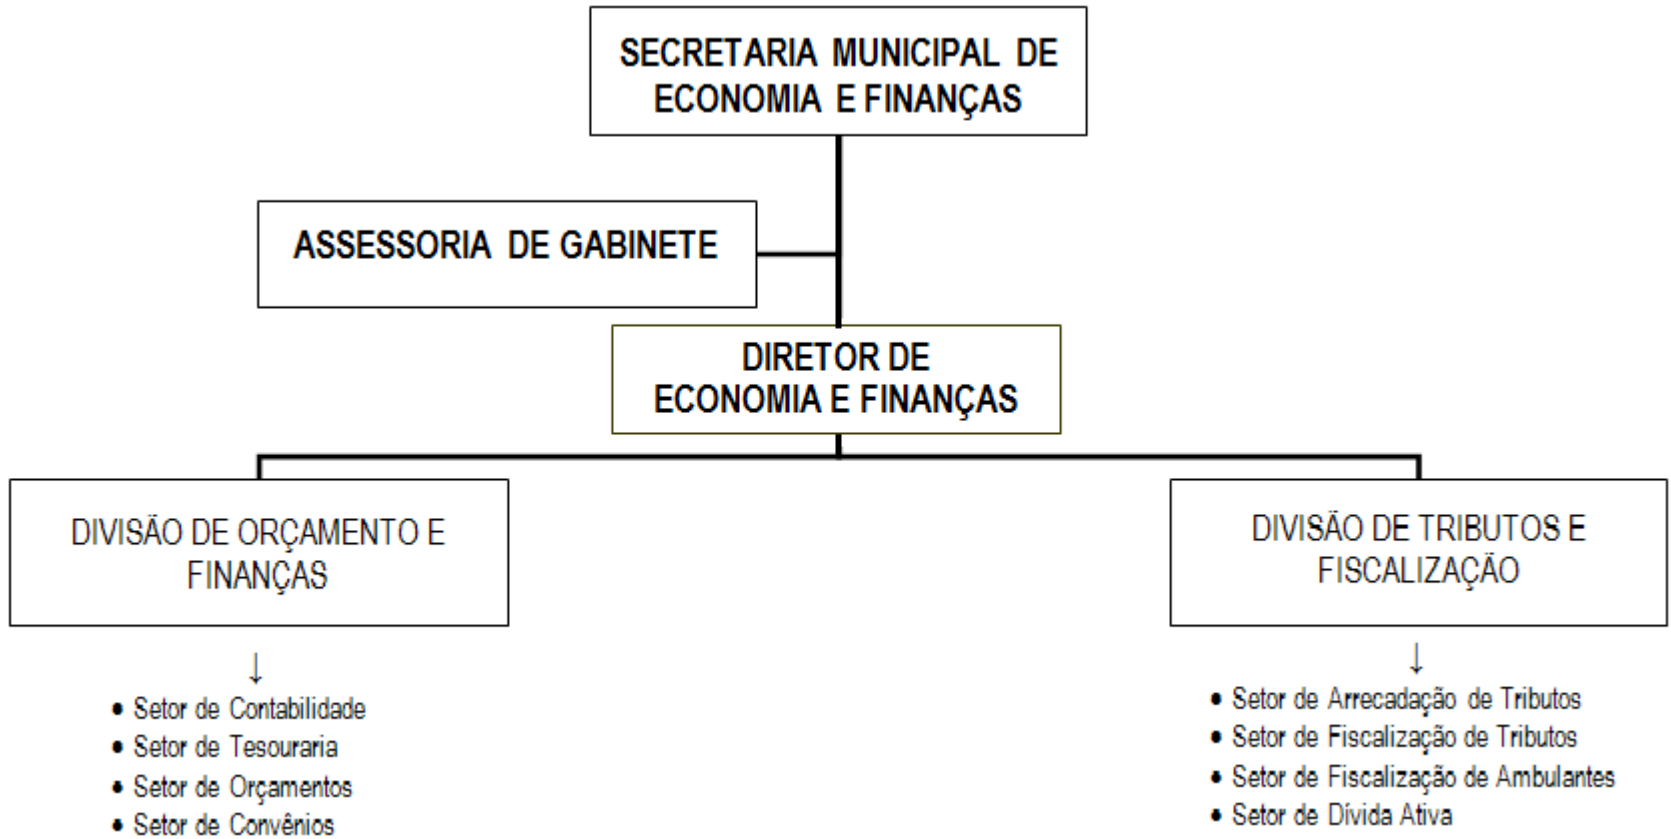 SECRETARIA MUNICIPAL DE
ECONOMIA E FINANÇAS
ASSESSORIA DE GABINETE
DIRETOR DE
ECONOMIA E FINANÇAS
DIVISÃO DE ORÇAMENTO E
FINANÇAS
↓
• Setor de Contabilidade
• Setor de Tesouraria
• Setor de Orçamentos
• Setor de Convênios
DIVISÃO DE TRIBUTOS E
FISCALIZAÇÃO
↓
• Setor de Arrecadação de Tributos
• Setor de Fiscalização de Tributos
• Setor de Fiscalização de Ambulantes
• Setor de Dívida Ativa